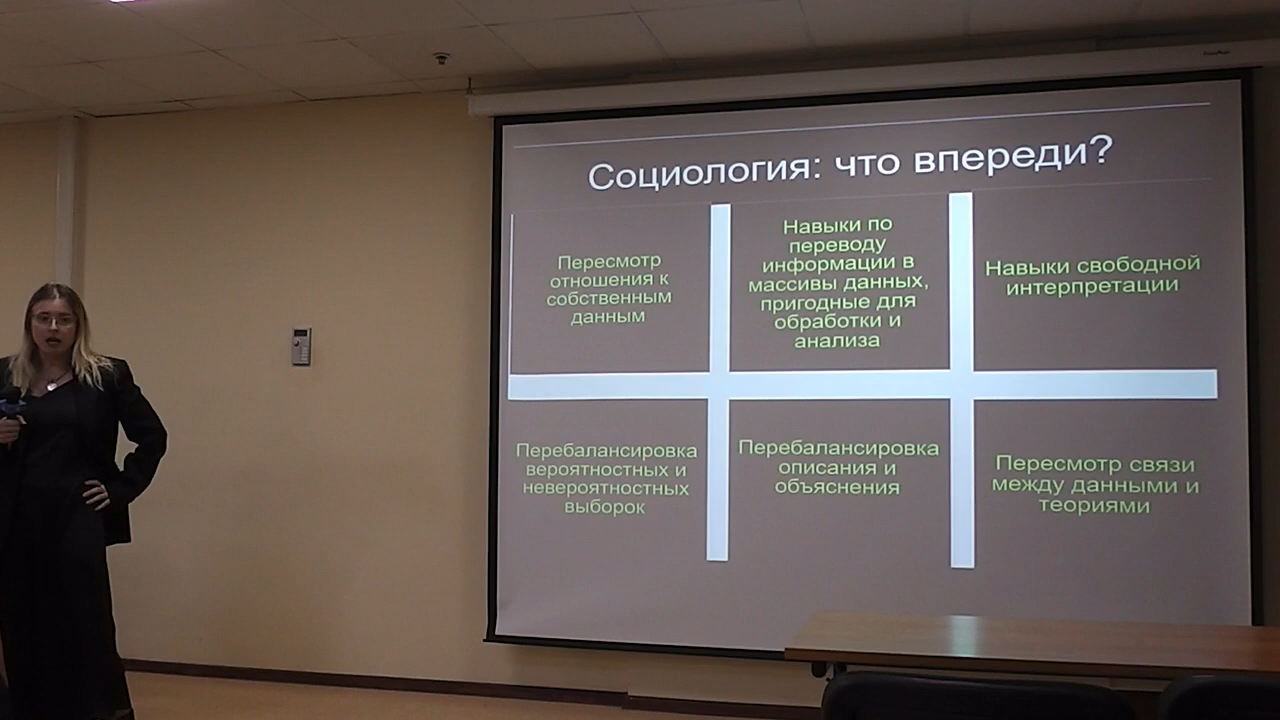 Социология: что впереди?
Пересмотр
отношения к
собственным
данным
Навыки по
переводу
информации в
массивы данных,
пригодные для
обработки и
анализа
Навыки свободной
интерпретации
Перебалансировка
вероятностных и
невероятностных
выборок
Перебалансировка
описания и
объяснения
Пересмотр связи
между данными и
теориями